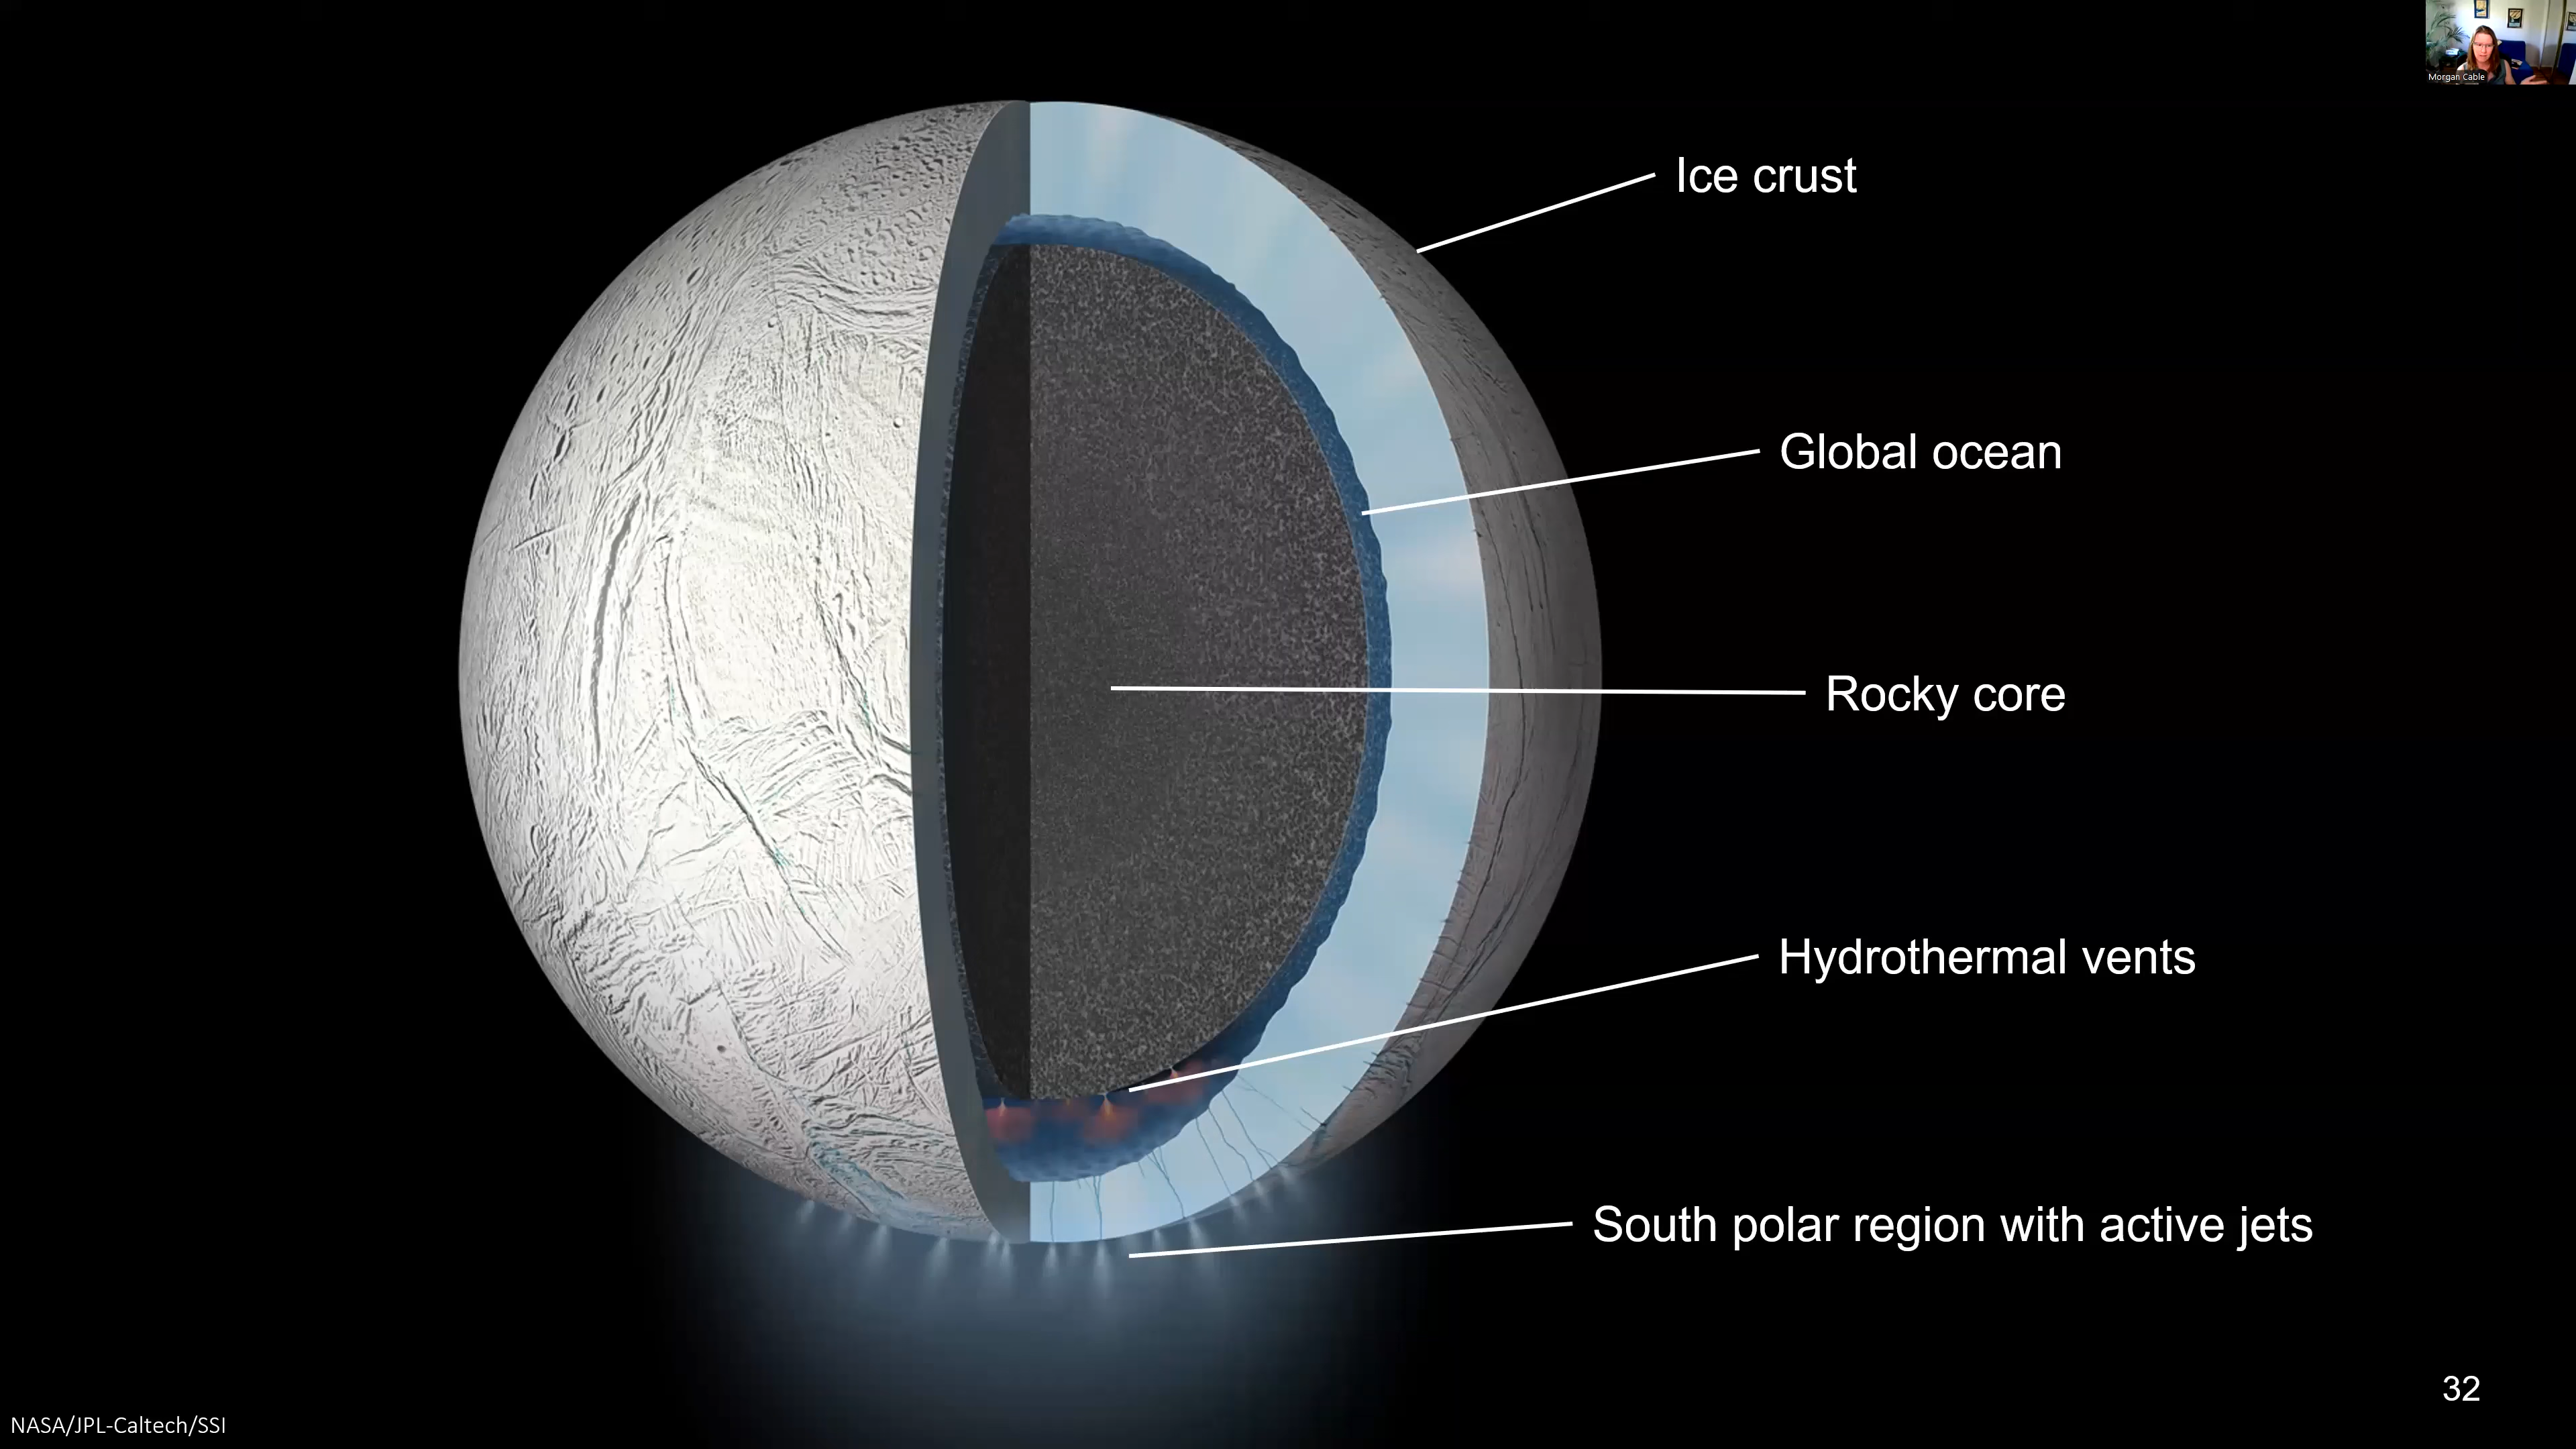 Morgan Cable
Ice crust
Global ocean
Rocky core
Hydrothermal vents
South polar region with active jets
32
NASA/JPL-Caltech/SSI